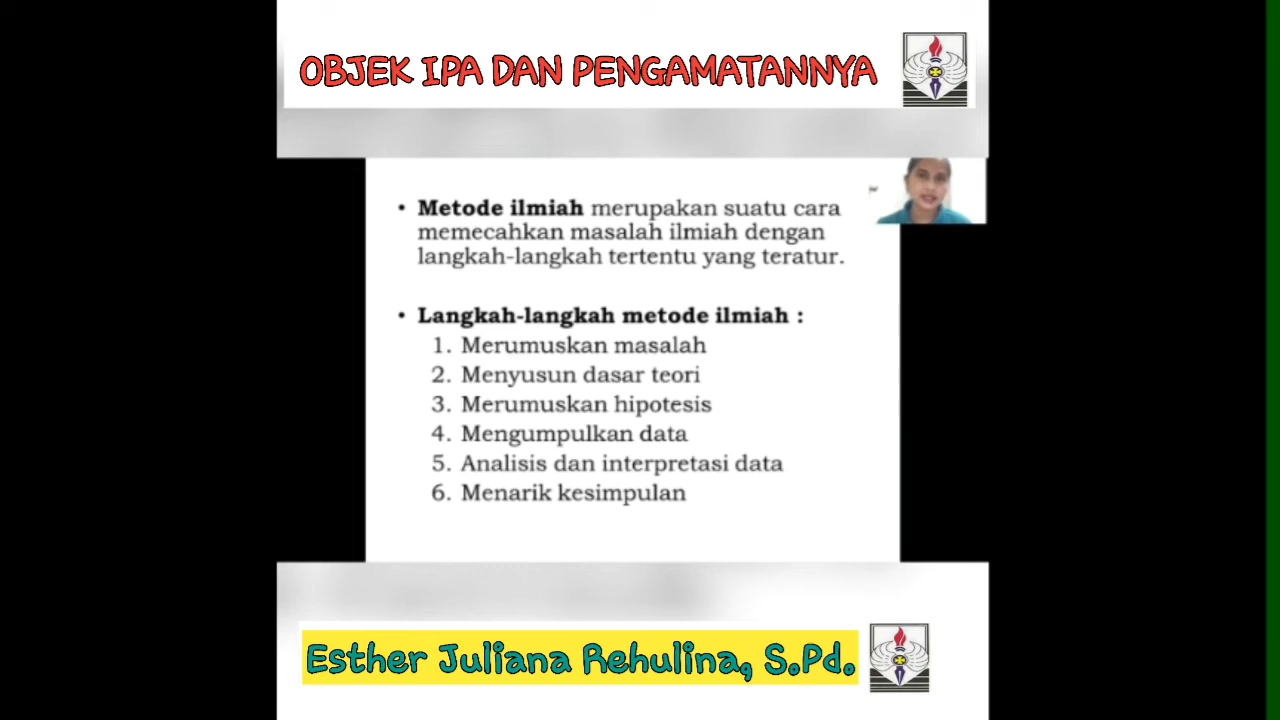 OBJEK IPA DAN PENGAMATANNYA
• Metode ilmiah merupakan suatu cara
memecahkan masalah ilmiah dengan
langkah-langkah tertentu yang teratur.
• Langkah-langkah metode ilmiah :
1. Merumuskan masalah
2. Menyusun dasar teori
3. Merumuskan hipotesis
4. Mengumpulkan data
5. Analisis dan interpretasi data
6. Menarik kesimpulan
Esther Juliana Rehulina, S.Pd.